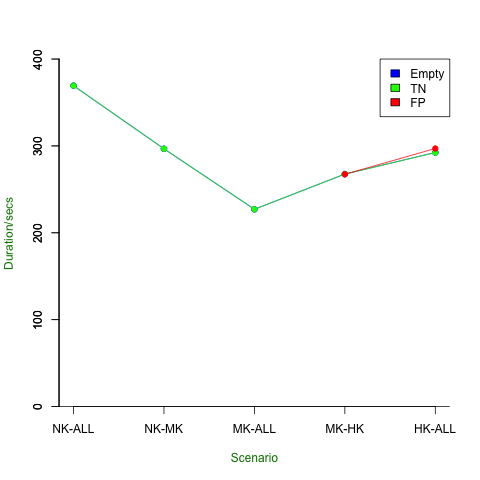 400
300
200
100
0
Duration/secs
Empty
TN
FP
NK-ALL NK-MK MK-ALL MK-HK HK-ALL
Scenario